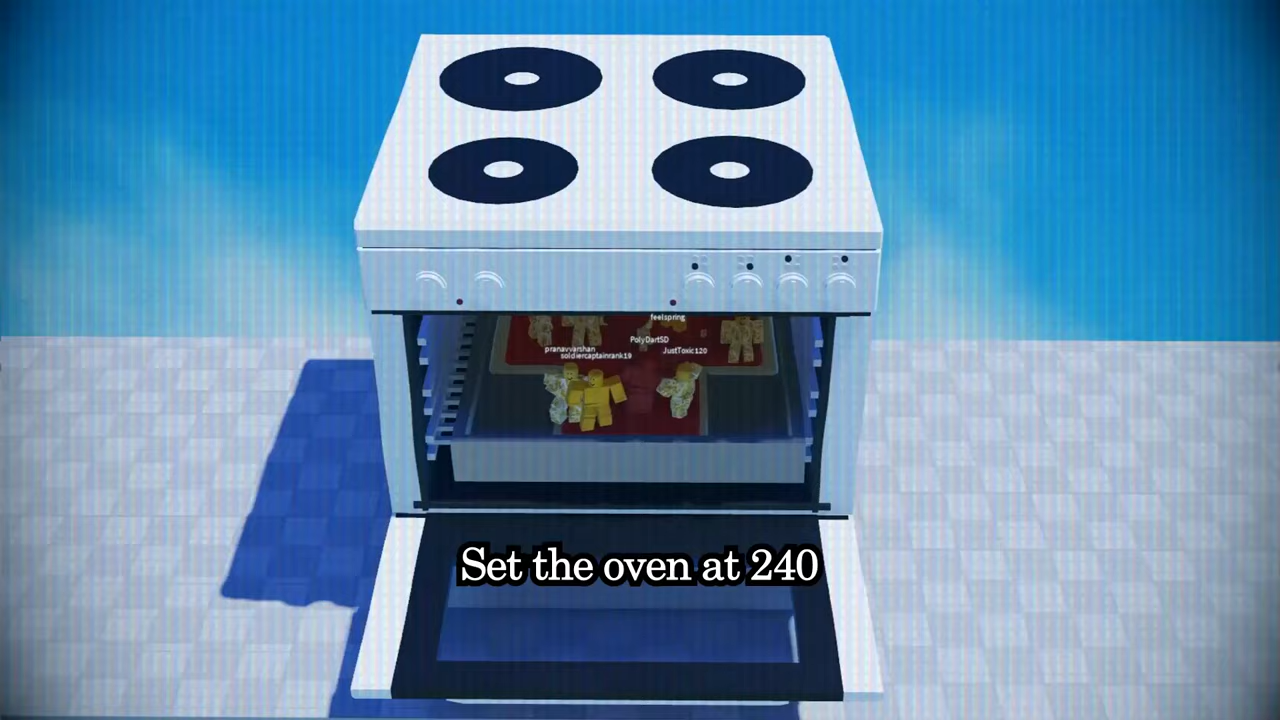 feelspring
PolyDartSD
pranavvarshan
JustToxic120
soldiercaptainrank19
Set the oven at 240